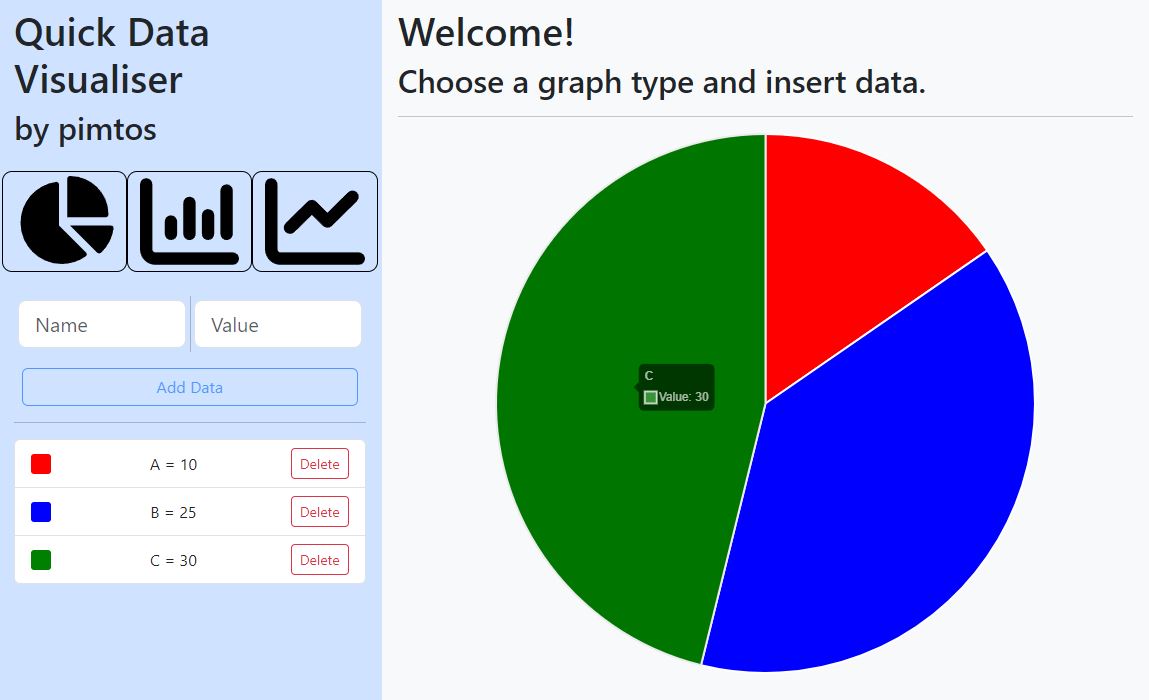 Quick Data
Visualiser
by pimtos
Name
Value
Add Data
A = 10
Delete
B = 25
Delete
C = 30
Delete
Welcome!
Choose a graph type and insert data.
C
Value: 30